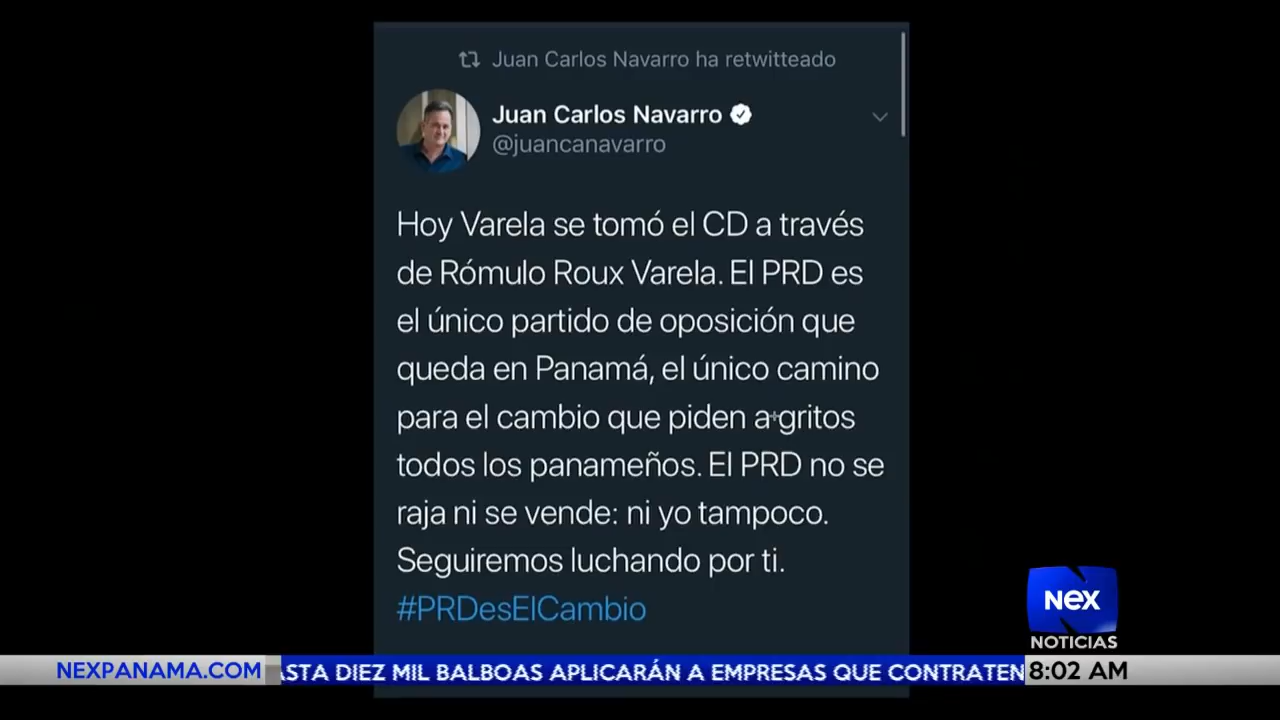 Juan Carlos Navarro ha retwitteado
Juan Carlos Navarro
@juancanavarro
Hoy Varela se tomó el CD a través
de Rómulo Roux Varela. El PRD es
el único partido de oposición que
queda en Panamá, el único camino
para el cambio que piden a gritos
todos los panameños. El PRD no se
raja ni se vende: ni yo tampoco.
Seguiremos luchando por ti.
#PRDesElCambio
NEX
NOTICIAS
NEXPANAMA.COM
ASTA DIEZ MIL BALBOAS APLICARÁN A EMPRESAS QUE CONTRATEN
8:02 AM